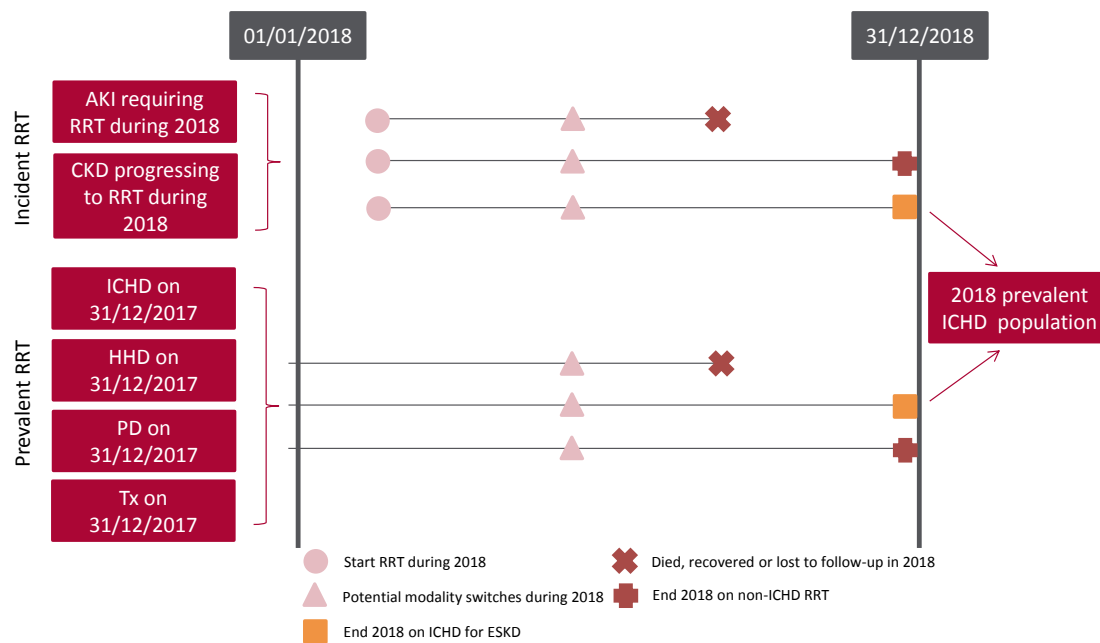 01/01/2018
31/12/2018
Incident RRT
AKI requiring
RRT during 2018
CKD progressing
to RRT during
2018
Prevalent RRT
ICHD on
31/12/2017
HHD on
31/12/2017
PD on
31/12/2017
Tx on
31/12/2017
2018 prevalent
ICHD population
Start RRT during 2018
Died, recovered or lost to follow-up in 2018
Potential modality switches during 2018
End 2018 on non-ICHD RRT
End 2018 on ICHD for ESKD